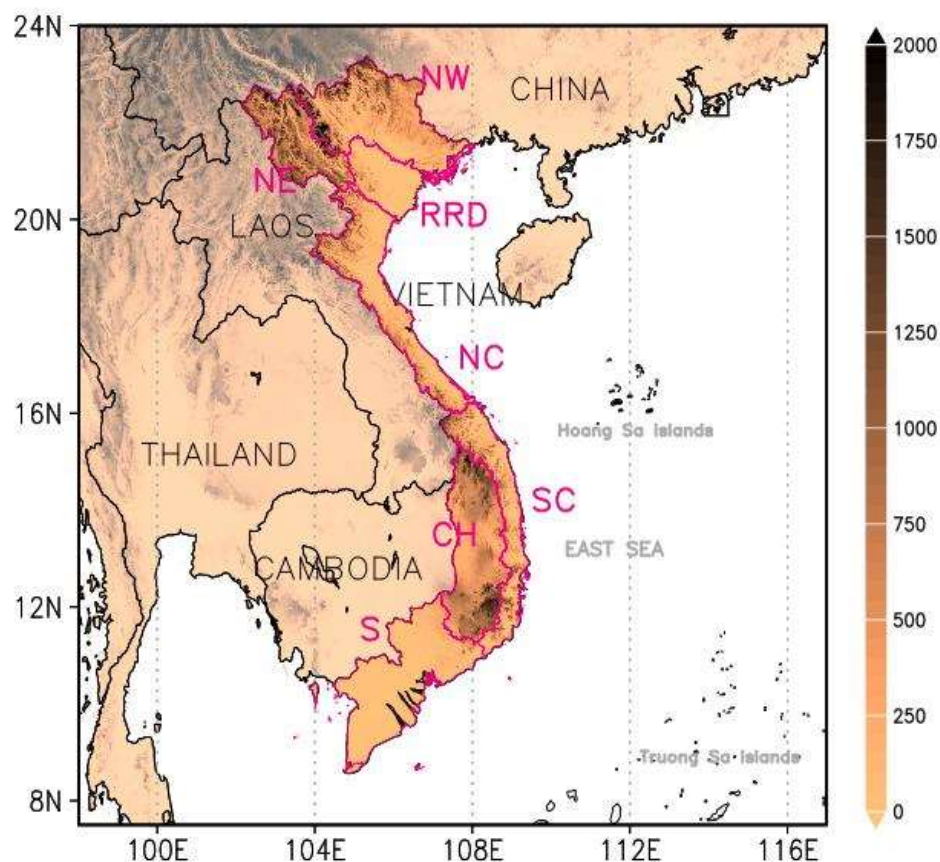 24N
20N
16N
12N
8N
100E
104E
108E
112E
116E
2000
1750
1500
1250
1000
750
500
250
0
NW
CHINA
NE
RRD
LAOS
VIETNAM
NC
Hoang Sa Islands
THAILAND
SC
CH
EAST SEA
CAMBODIA
S
Truong Sa Islands